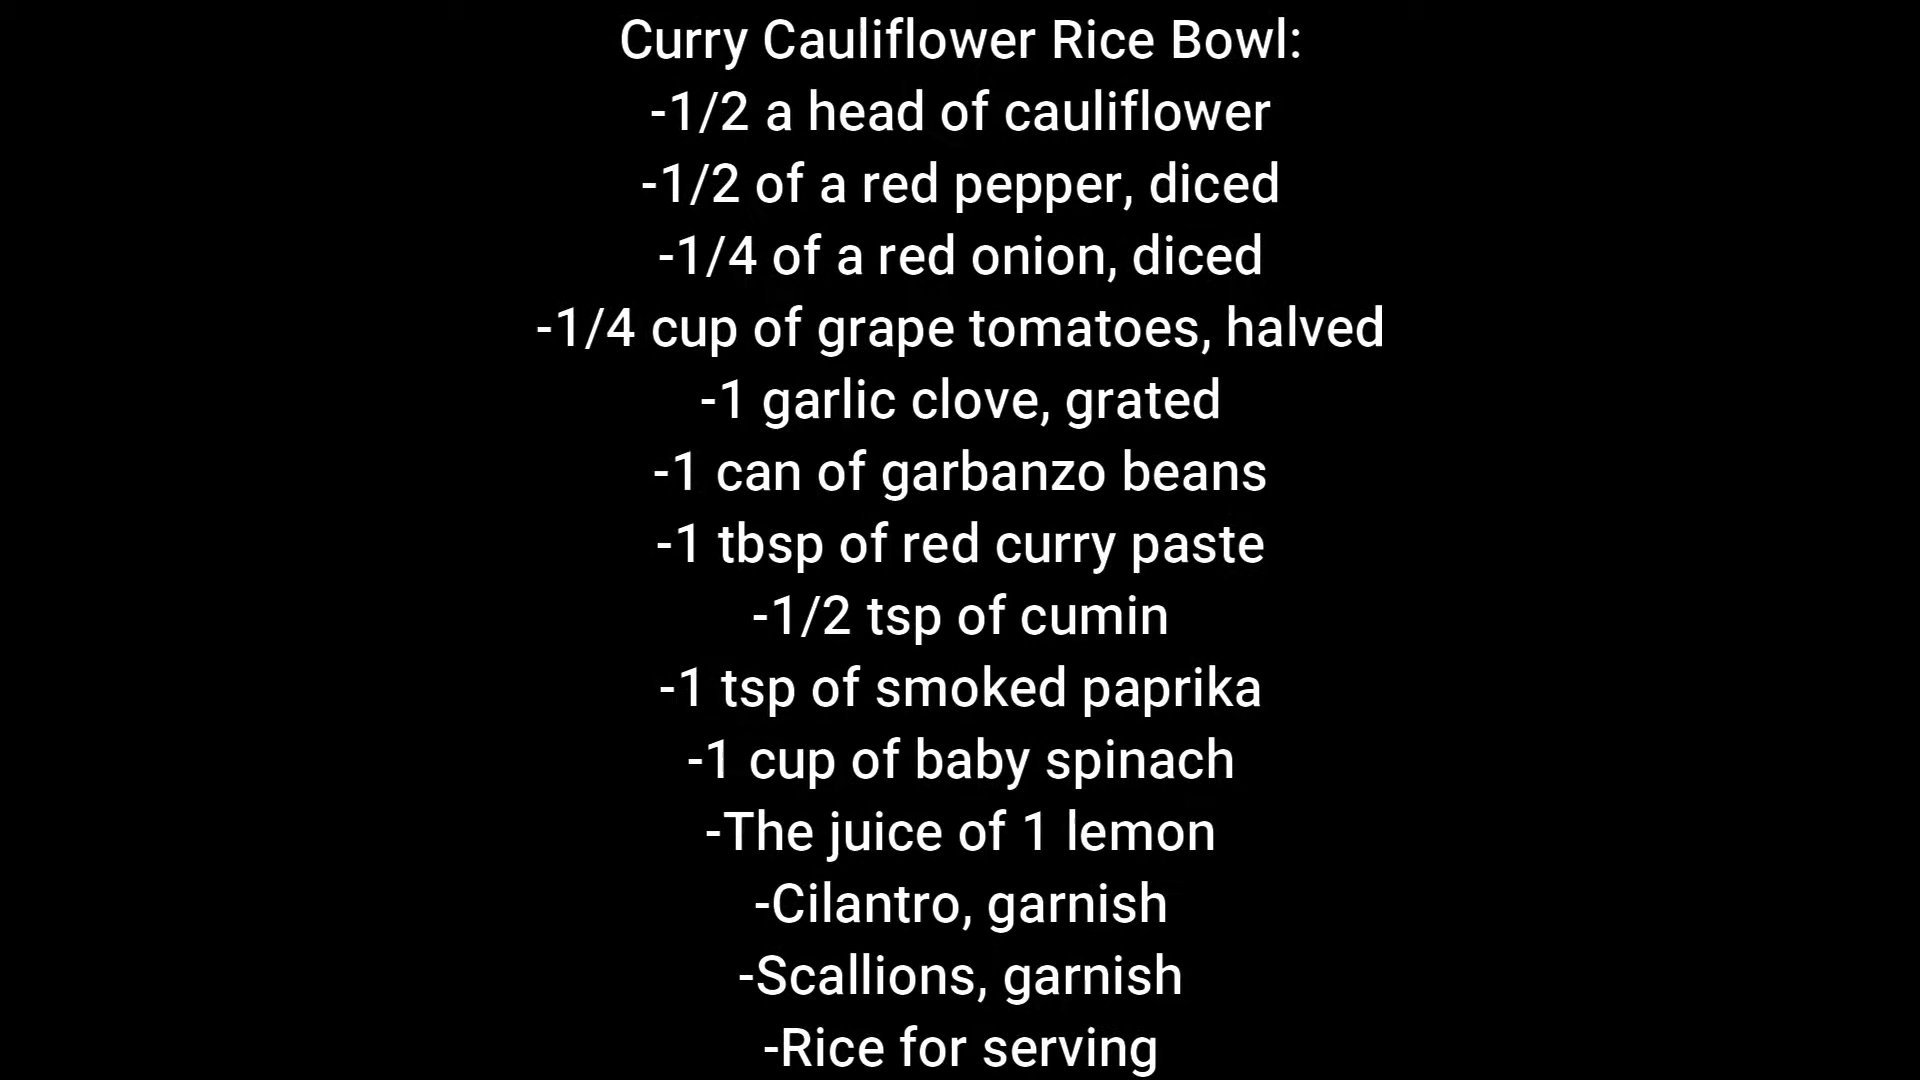 Curry Cauliflower Rice Bowl:
-1/2 a head of cauliflower
-1/2 of a red pepper, diced
-1/4 of a red onion, diced
-1/4 cup of grape tomatoes, halved
-1 garlic clove, grated
-1 can of garbanzo beans
-1 tbsp of red curry paste
-1/2 tsp of cumin
-1 tsp of smoked paprika
-1 cup of baby spinach
-The juice of 1 lemon
-Cilantro, garnish
-Scallions, garnish
-Rice for serving